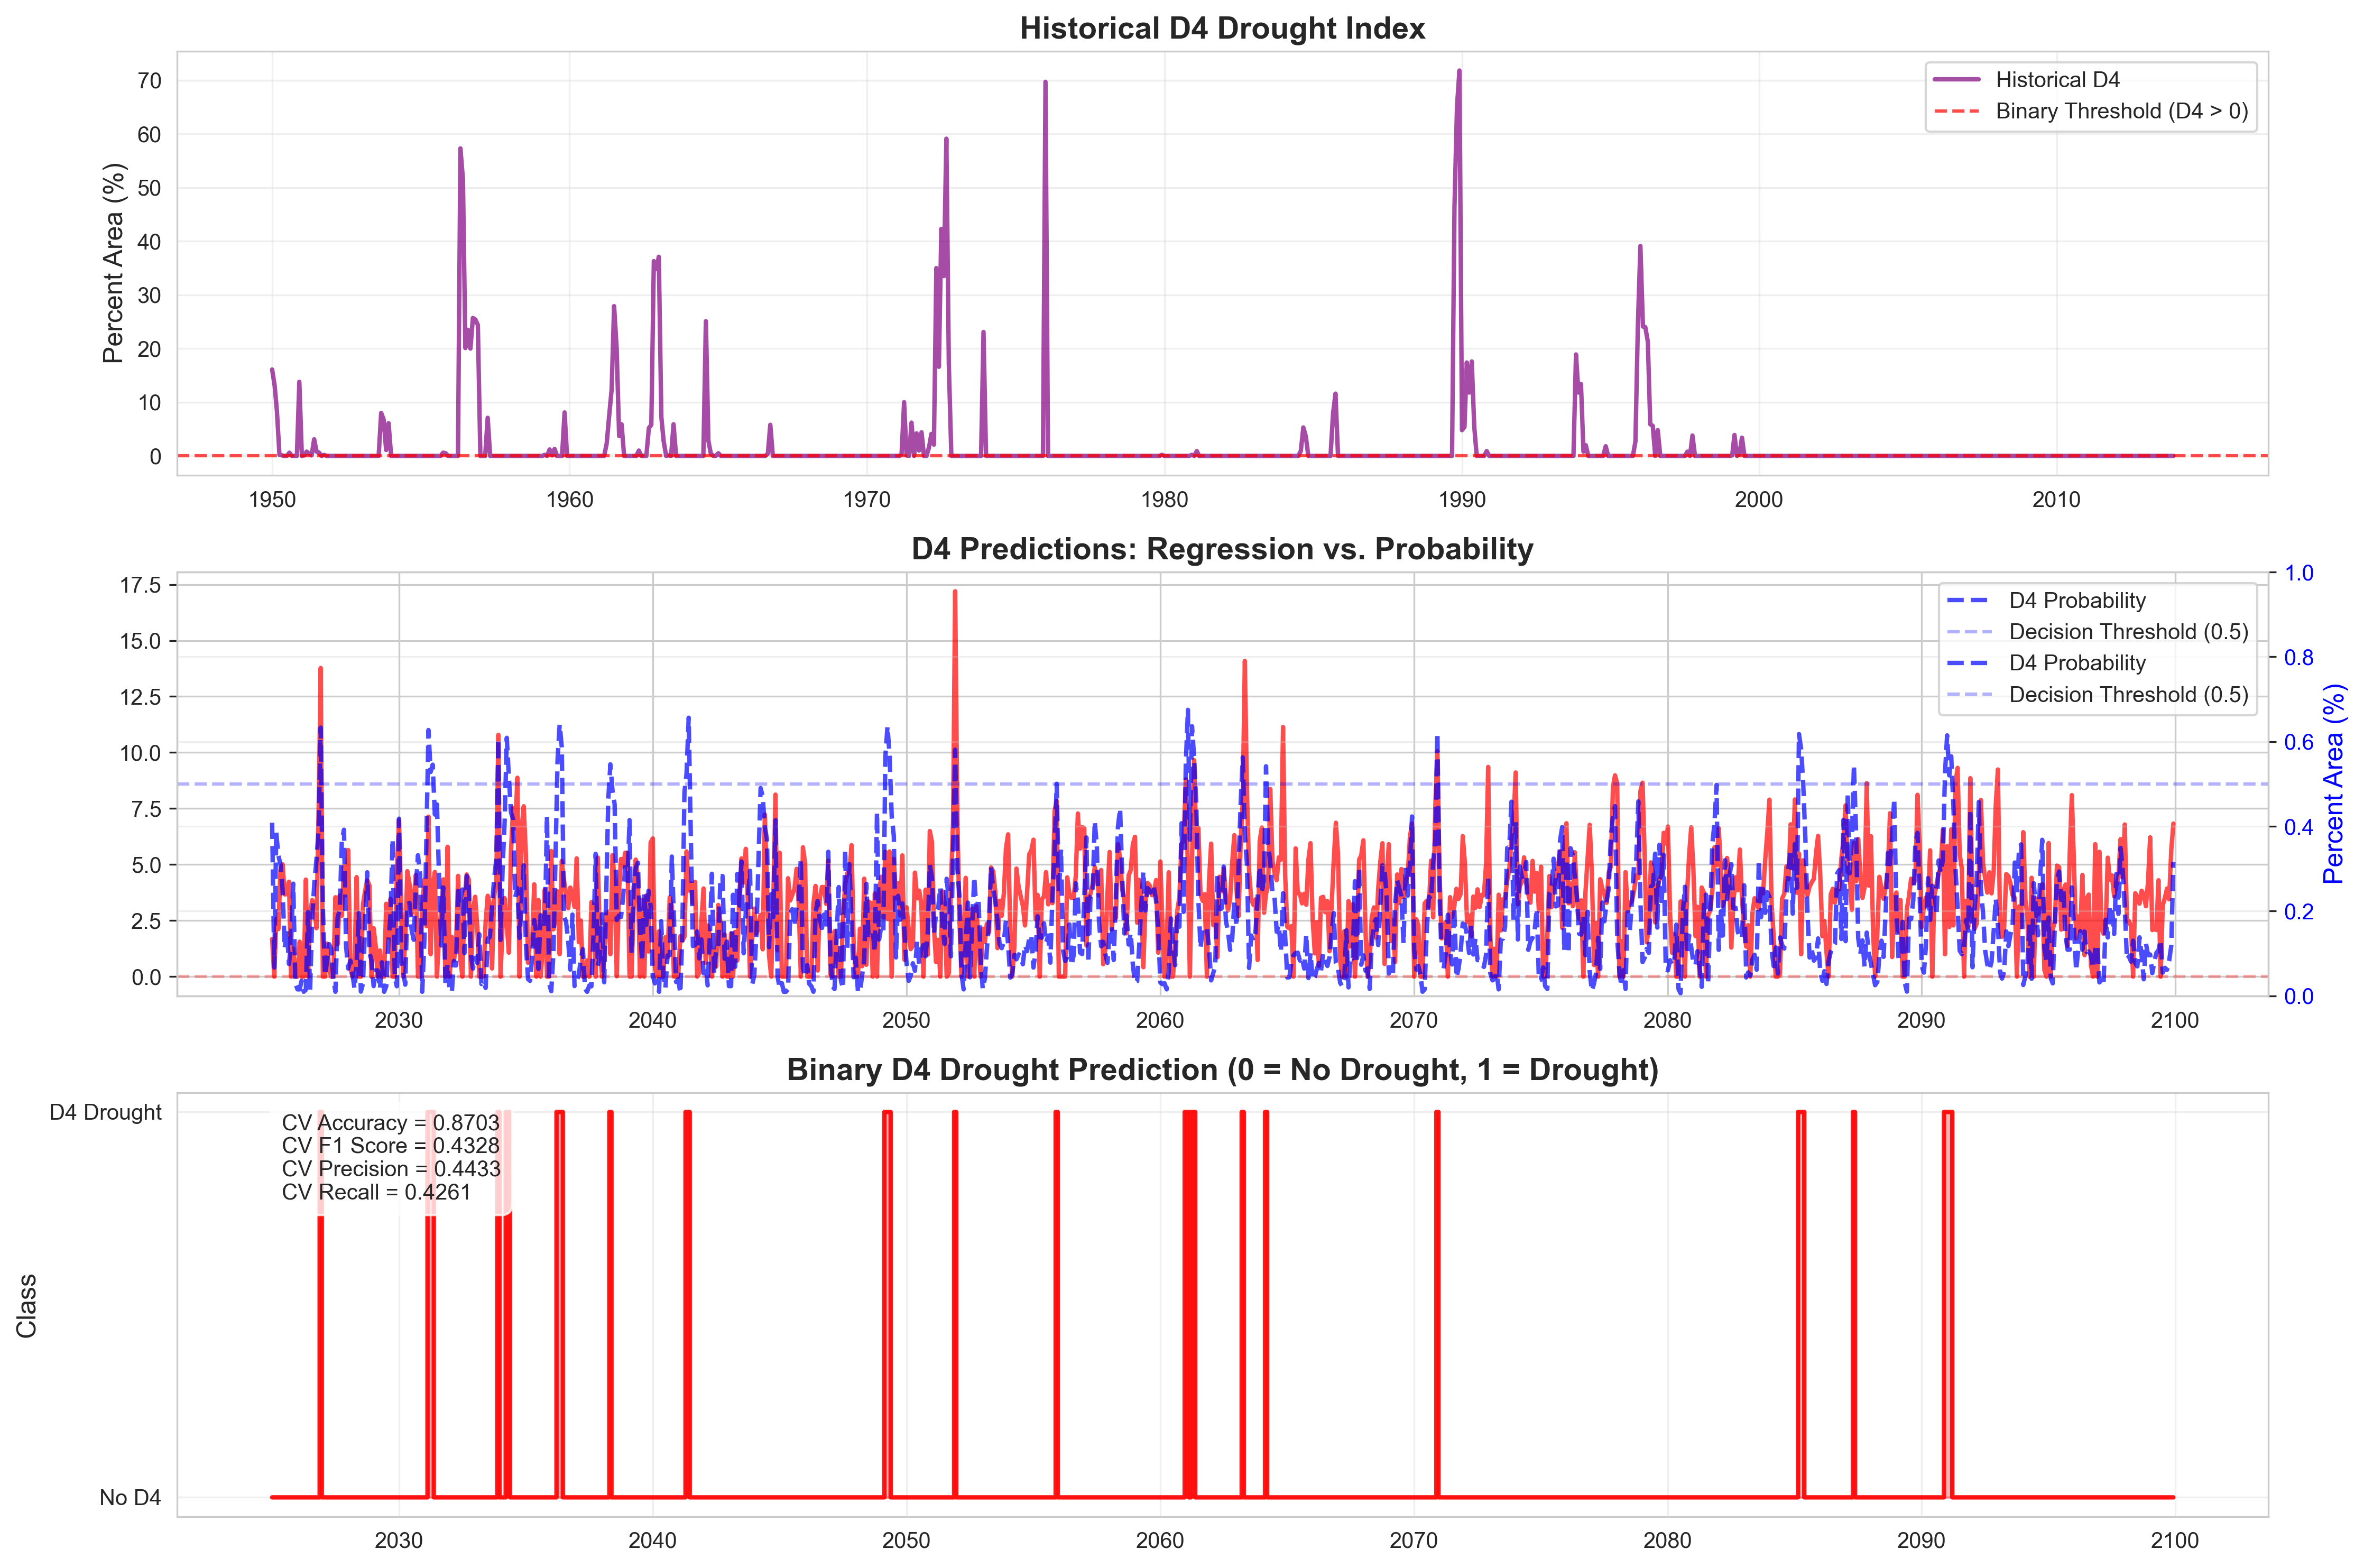 Historical D4 Drought Index
Percent Area (%)
70
60
50
40
30
20
10
0
Historical D4
Binary Threshold (D4 > 0)
1950
1960
1970
1980
1990
2000
2010
D4 Predictions: Regression vs. Probability
17.5
15.0
12.5
10.0
7.5
5.0
2.5
0.0
D4 Probability
Decision Threshold (0.5)
D4 Probability
Decision Threshold (0.5)
1.0
0.8
0.6
0.4
0.2
0.0
Percent Area (%)
2030
2040
2050
2060
2070
2080
2090
2100
Binary D4 Drought Prediction (0 = No Drought, 1 = Drought)
Class
D4 Drought
No D4
CV Accuracy = 0.8703
CV F1 Score = 0.4328
CV Precision = 0.4433
CV Recall = 0.4261
2030
2040
2050
2060
2070
2080
2090
2100